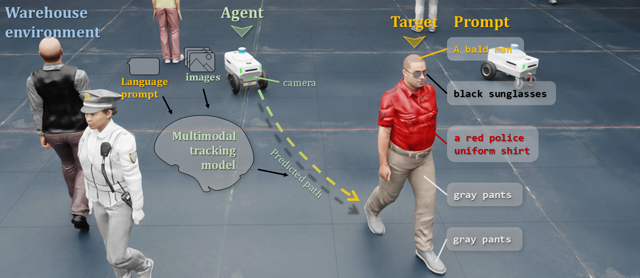 Warehouse
environment
Agent
Target
Prompt
Language
prompt
images
camera
Multimodal
tracking
model
Predicted path
A bald man
black sunglasses
a red police
uniform shirt
gray pants
gray pants